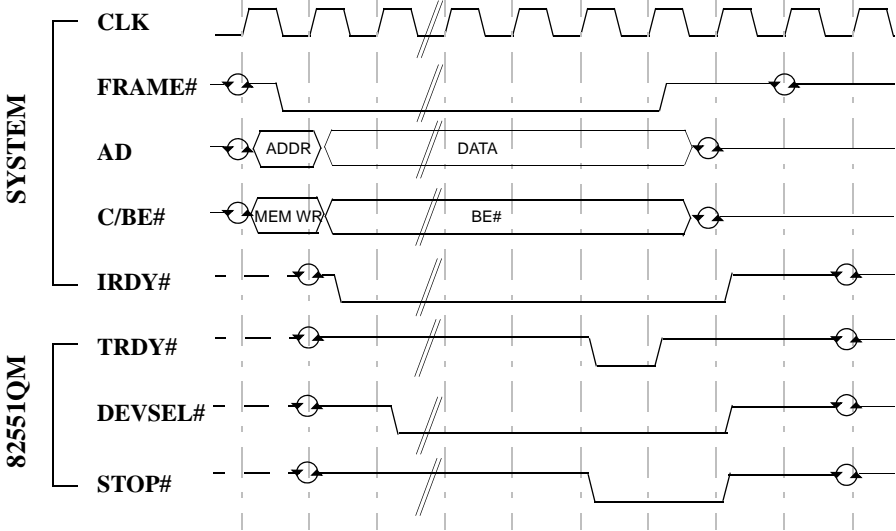 SYSTEM
CLK
FRAME#
AD
ADDR
DATA
C/BE#
MEM WR
BE#
IRDY#
82551QM
TRDY#
DEVSEL#
STOP#